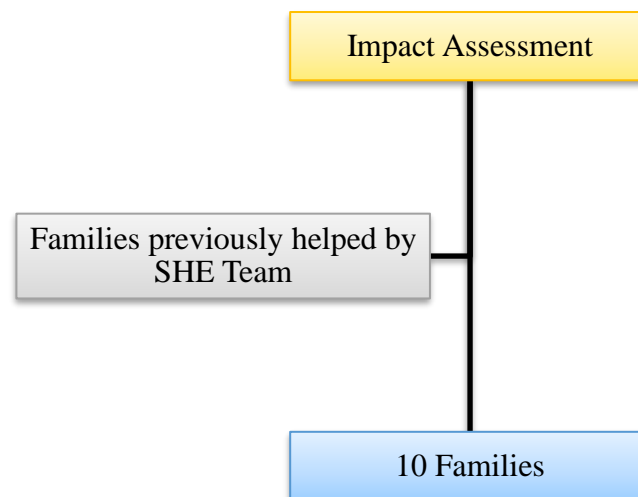 Impact Assessment
Families previously helped by
SHE Team
10 Families